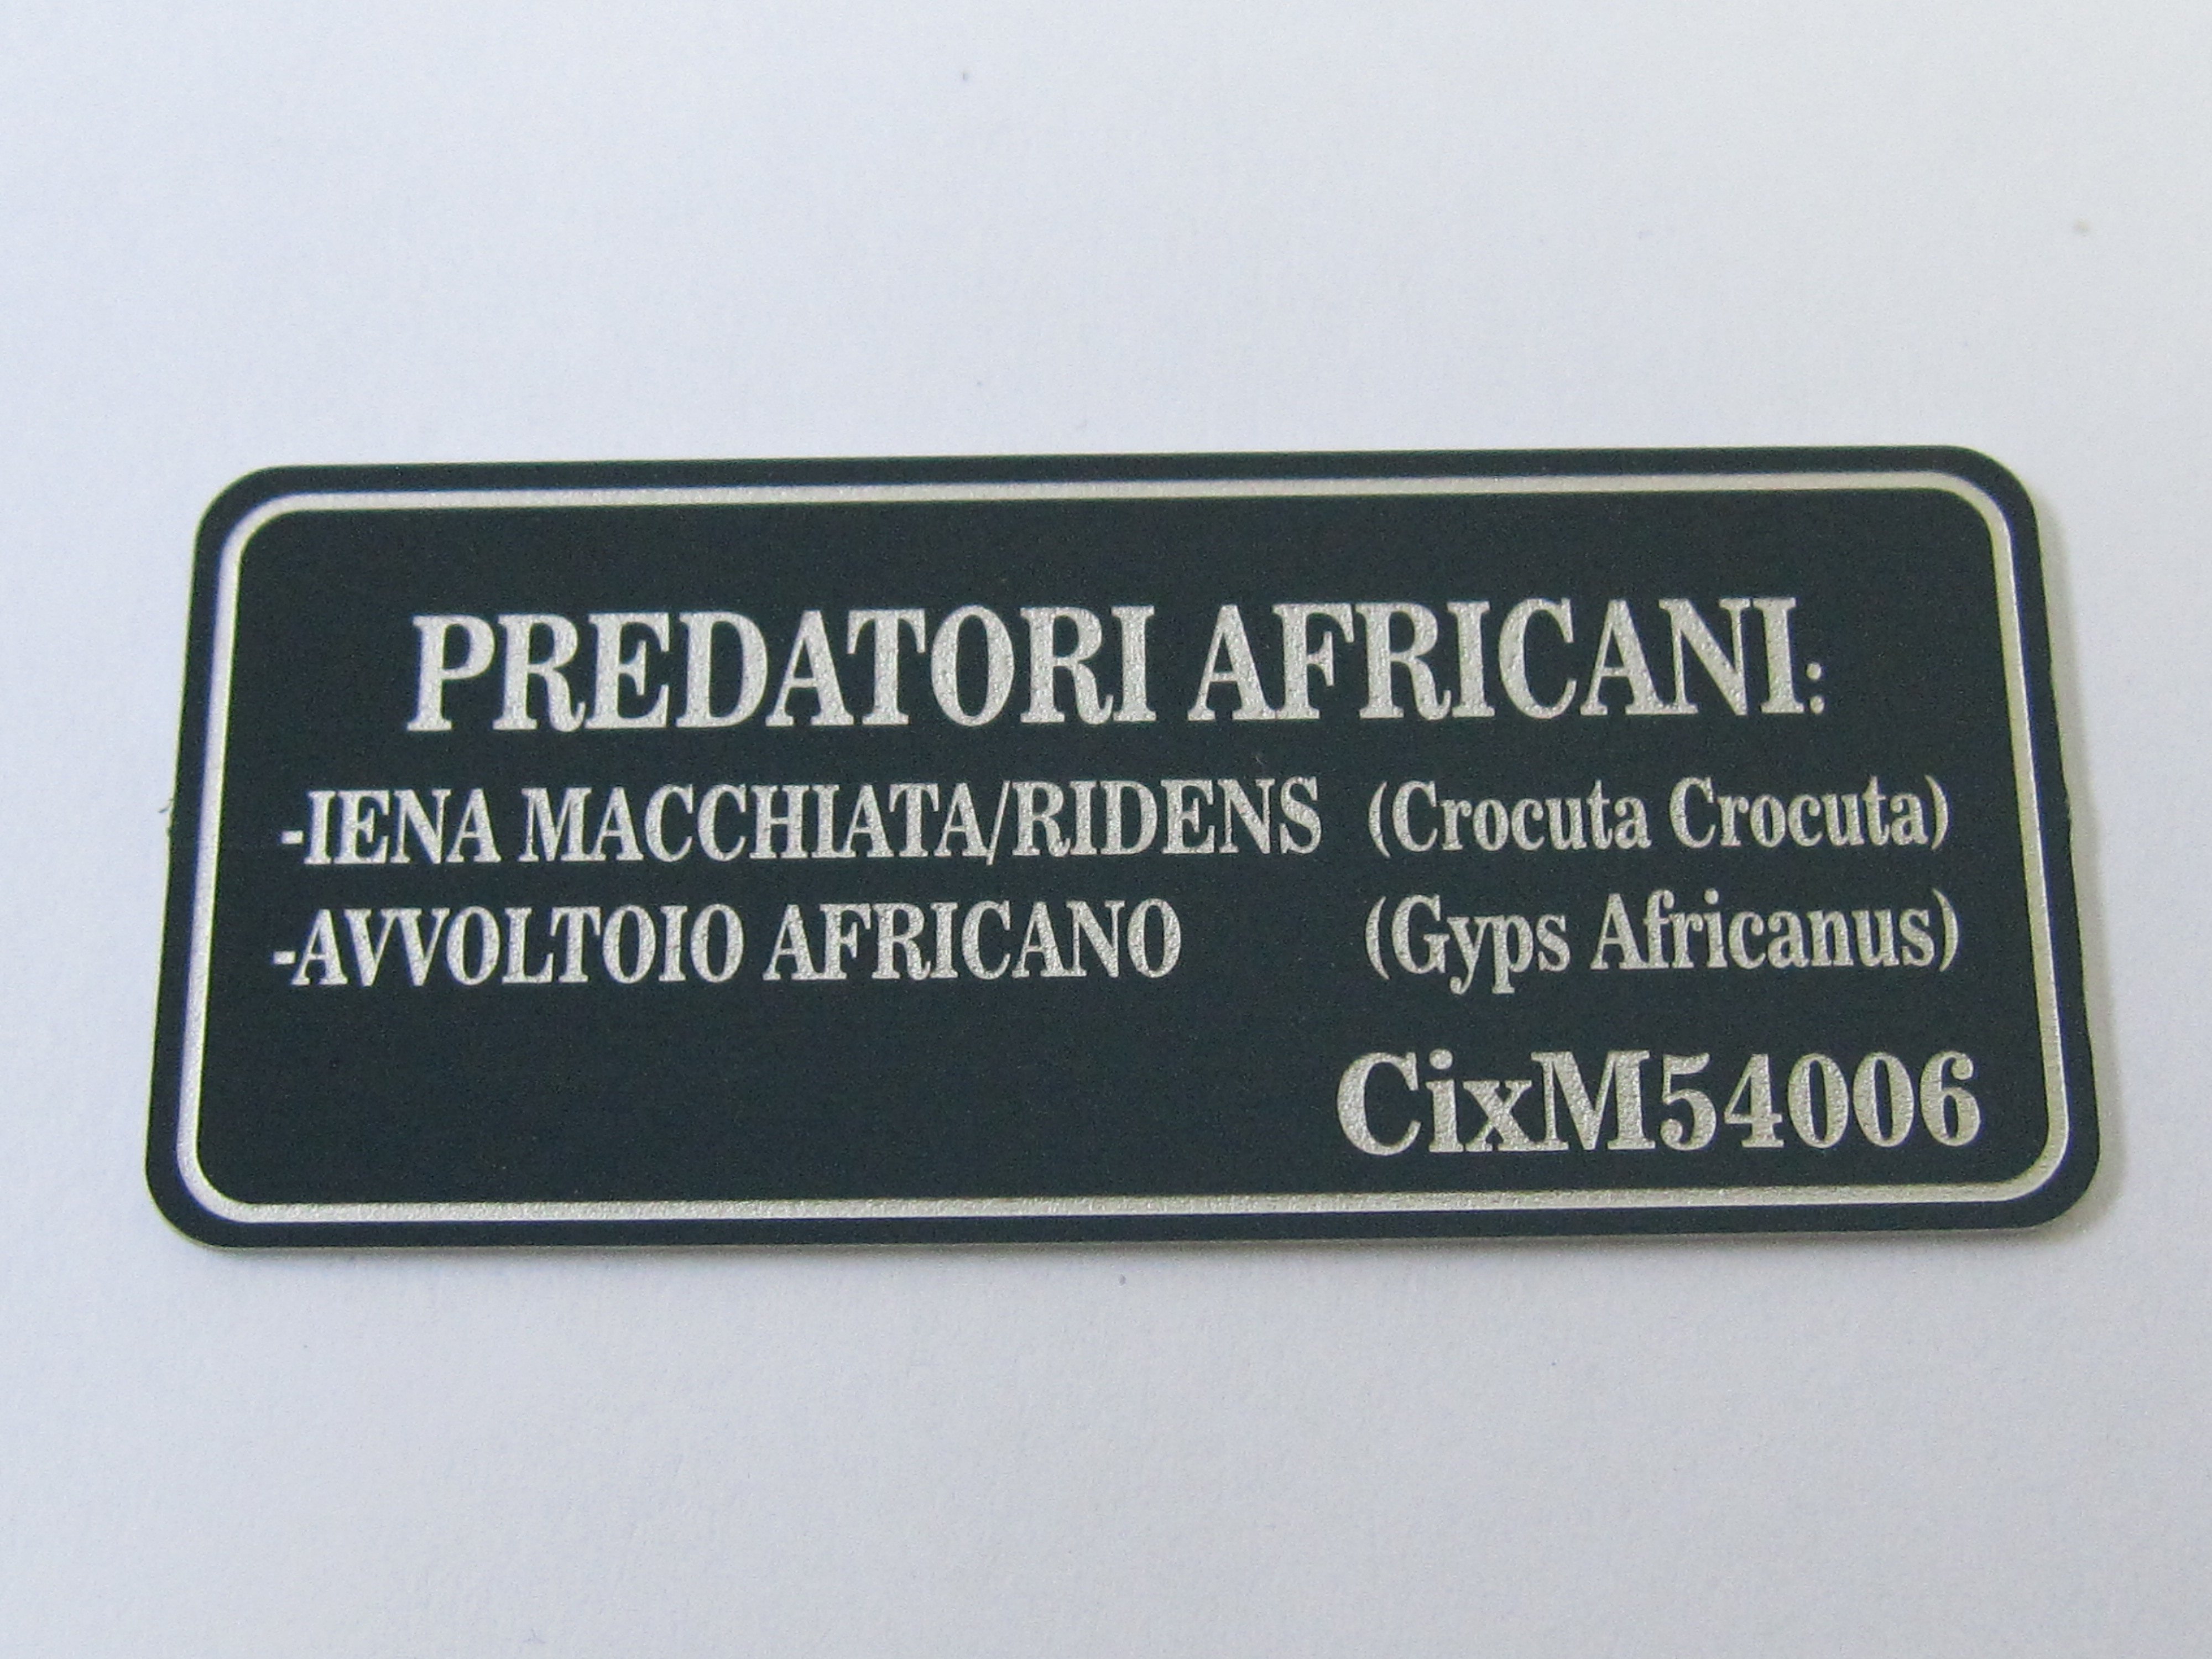 PREDATORI AFRICANI:
-IENA MACCHIATA/RIDENS (Crocuta Crocuta)
-AVVOLTOIO AFRICANO (Gyps Africanus)
CixM54006